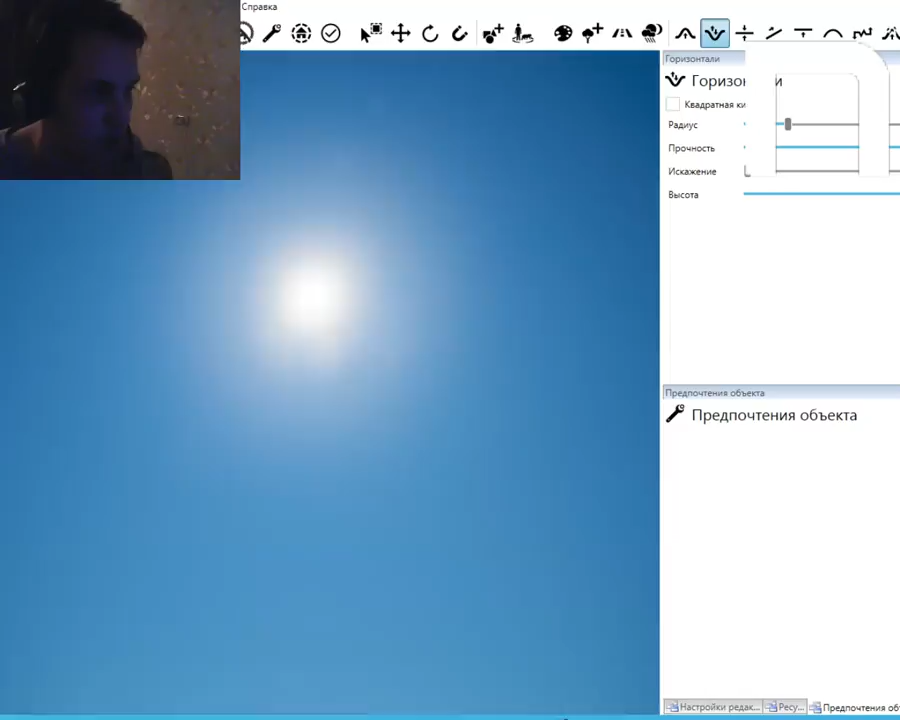 Справка
Горизонтали
Горизон и
Квадратная ки
Радиус
Прочность
Искажение
Высота
Предпочтения объекта
Предпочтения объекта
Настройки редак...
Ресу...
Предпочтения об